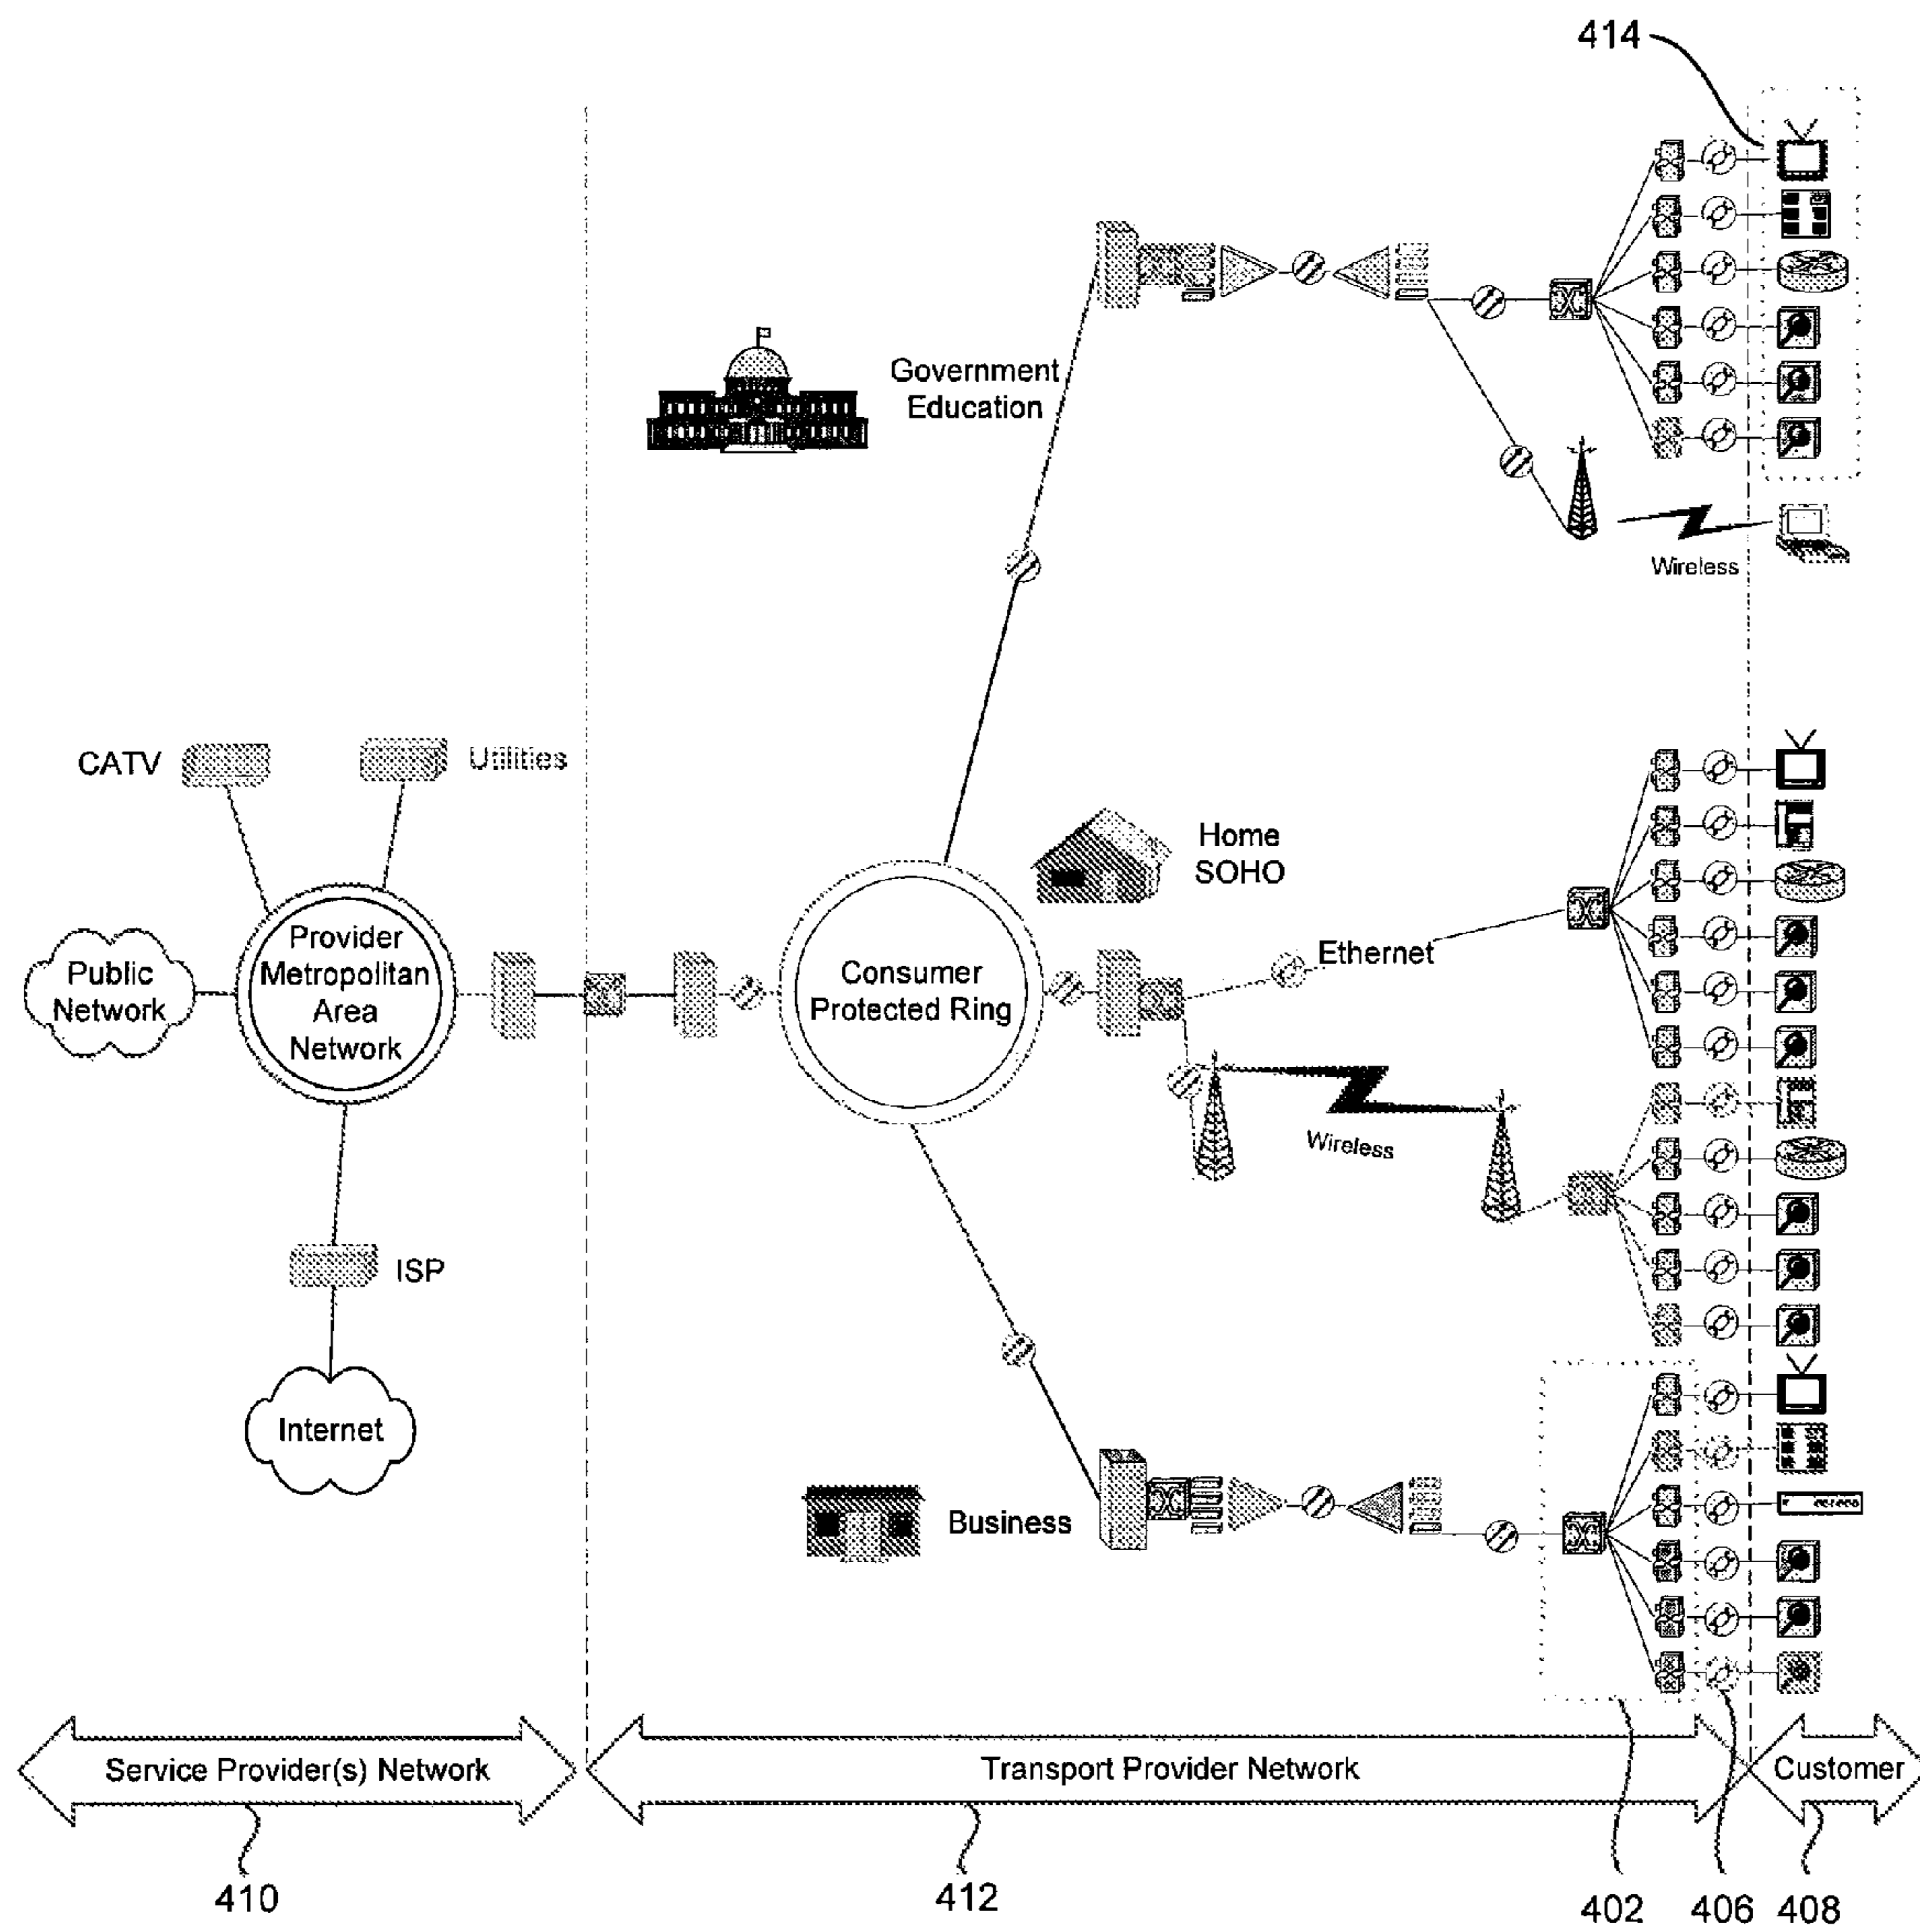 414
Government
Education
Wireless
CATV
Utilities
Home
SOHO
Ethernet
Public
Network
Provider
Metropolitan
Area
Network
Consumer
Protected Ring
Wireless
ISP
Internet
Business
Service Provider(s) Network
Transport Provider Network
Customer
410
412
402
406
408